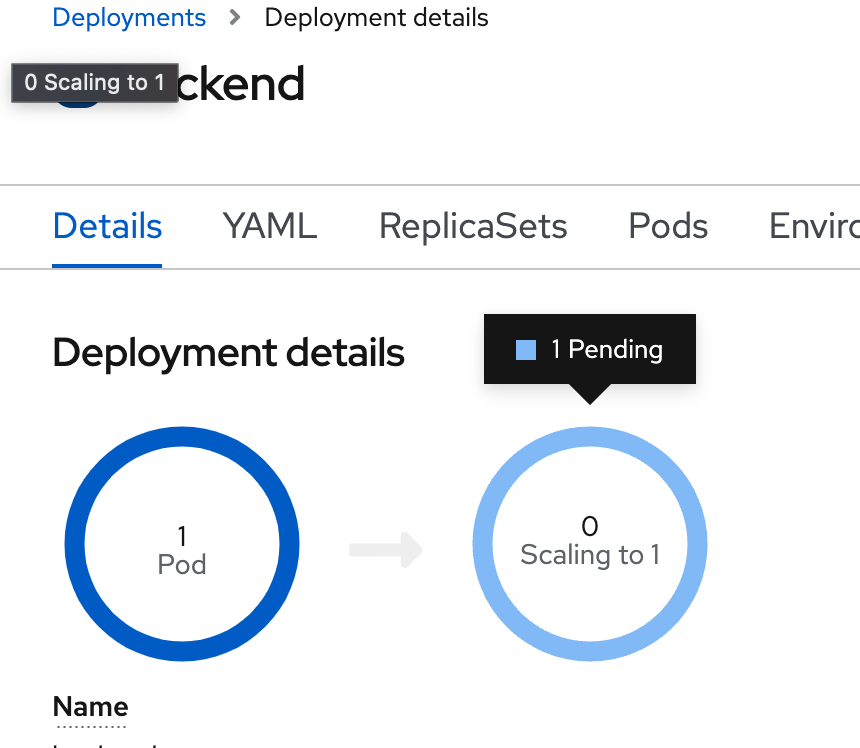 Deployments > Deployment details
0 Scaling to 1
ckend
Details YAML ReplicaSets Pods Enviro
Deployment details
1 Pending
1
Pod
0
Scaling to 1
Name